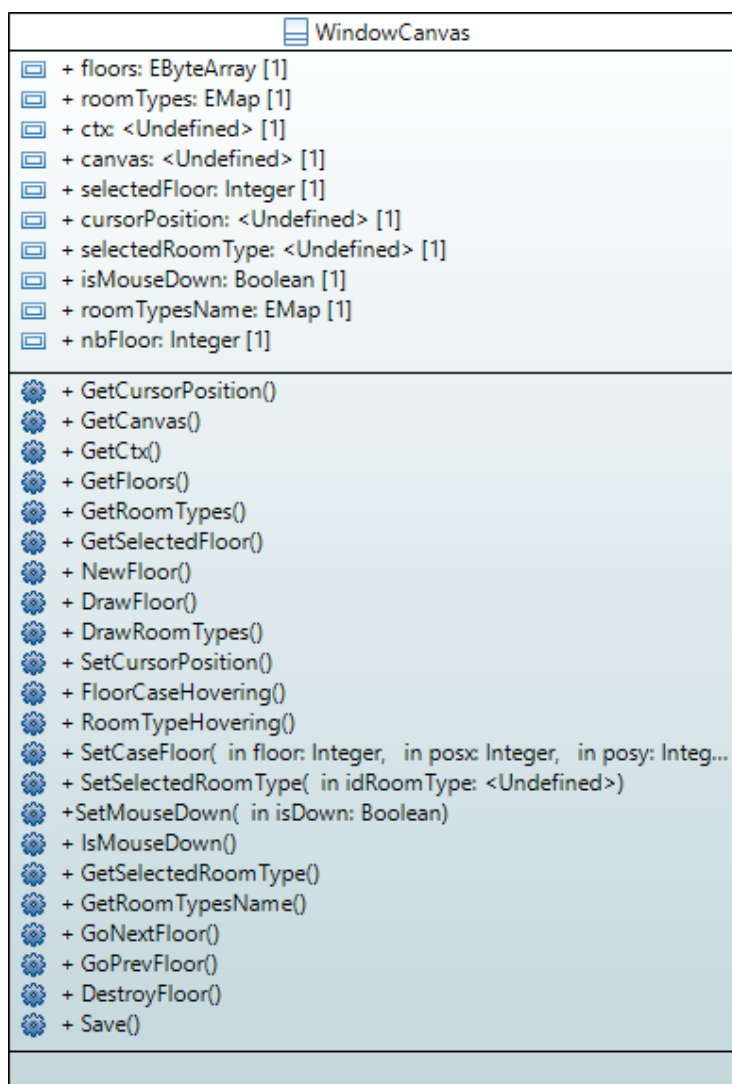 WindowCanvas
+ floors: EByteArray [1]
+ roomTypes: EMap [1]
+ ctx: <Undefined> [1]
+ canvas: <Undefined> [1]
+ selectedFloor: Integer [1]
+ cursorPosition: <Undefined> [1]
+ selectedRoomType: <Undefined> [1]
+ isMouseDown: Boolean [1]
+ roomTypesName: EMap [1]
+ nbFloor: Integer [1]
+ GetCursorPosition()
+ GetCanvas()
+ GetCtx()
+ GetFloors()
+ GetRoomTypes()
+ GetSelectedFloor()
+ NewFloor()
+ DrawFloor()
+ DrawRoomTypes()
+ SetCursorPosition()
+ FloorCaseHovering()
+ RoomTypeHovering()
+ SetCaseFloor( in floor: Integer, in posx: Integer, in posy: Integ...
+ SetSelectedRoomType( in idRoomType: <Undefined>)
+SetMouseDown( in isDown: Boolean)
+ IsMouseDown()
+ GetSelectedRoomType()
+ GetRoomTypesName()
+ GoNextFloor()
+ GoPrevFloor()
+ DestroyFloor()
+ Save()